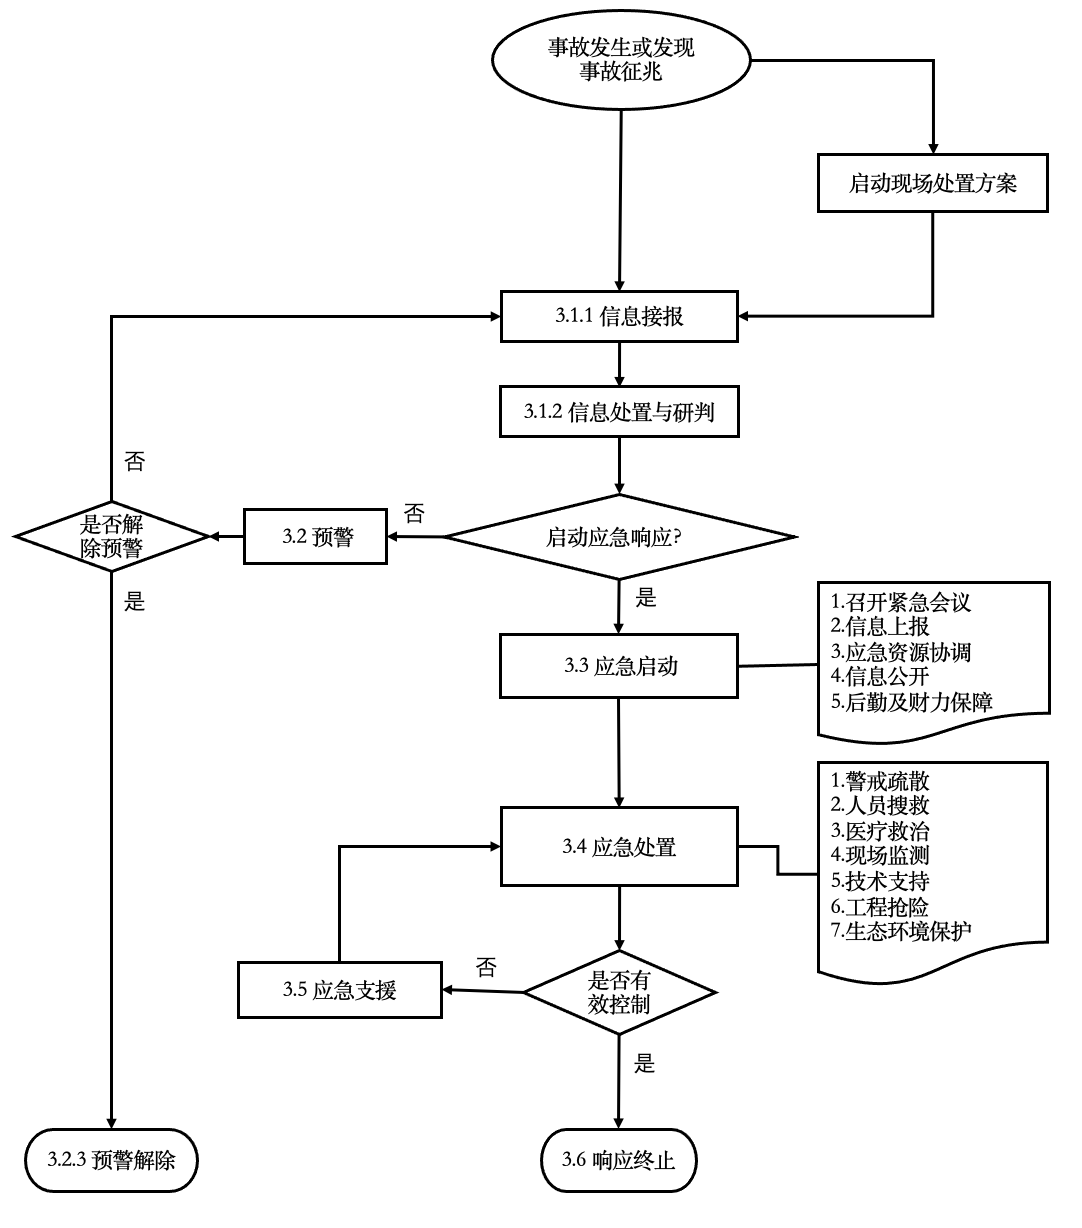 事故发生或发现
事故征兆
启动现场处置方案
3.1.1 信息接报
3.1.2 信息处置与研判
否
是否解
除预警
3.2 预警
否
启动应急响应?
是
是
3.3 应急启动
1.召开紧急会议
2.信息上报
3.应急资源协调
4.信息公开
5.后勤及财力保障
3.4 应急处置
1.警戒疏散
2.人员搜救
3.医疗救治
4.现场监测
5.技术支持
6.工程抢险
7.生态环境保护
3.5 应急支援
否
是否有
效控制
是
3.2.3 预警解除
3.6 响应终止